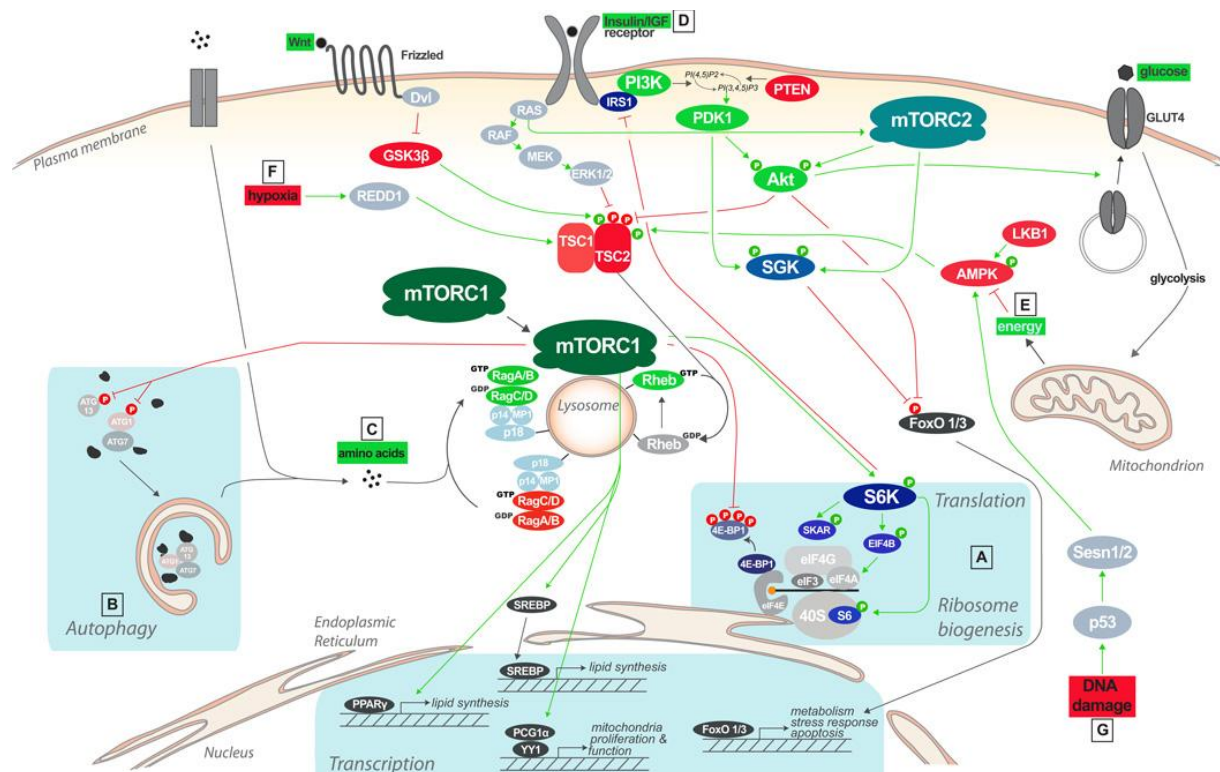 Wnt
Frizzled
Insulin/IGF
receptor
D
glucose
GLUT4
Dvl
PI3K
PI(4,5)P2
PI(3,4,5)P3
PTEN
IRS1
PDK1
mTORC2
RAS
RAF
MEK
ERK1/2
Plasma membrane
GSK3β
F
hypoxia
REDD1
P
P
Akt
P
P
P
P
TSC1
TSC2
LKB1
AMPK
P
P
P
SGK
glycolysis
E
energy
mTORC1
mTORC1
GTP
RagA/B
GDP
RagC/D
p14
MP1
p18
Lysosome
Rheb
GTP
Rheb
GDP
P
FoxO 1/3
Mitochondrion
ATG
13
P
ATG1
P
ATG7
C
amino acids
p18
p14
MP1
GTP
RagC/D
GDP
RagA/B
S6K
P
Translation
P
P
P
P
4E-BP1
SKAR
P
EIF4B
P
4E-BP1
eIF4G
eIF3
eIF4A
eIF4E
40S
S6
P
A
Ribosome
biogenesis
Sesn1/2
p53
DNA
damage
G
ATG
13
ATG1
ATG7
B
Autophagy
Endoplasmic
Reticulum
SREBP
SREBP
lipid synthesis
PPARγ
lipid synthesis
PCG1α
YY1
mitochondria
proliferation &
function
FoxO 1/3
metabolism
stress response
apoptosis
Nucleus
Transcription